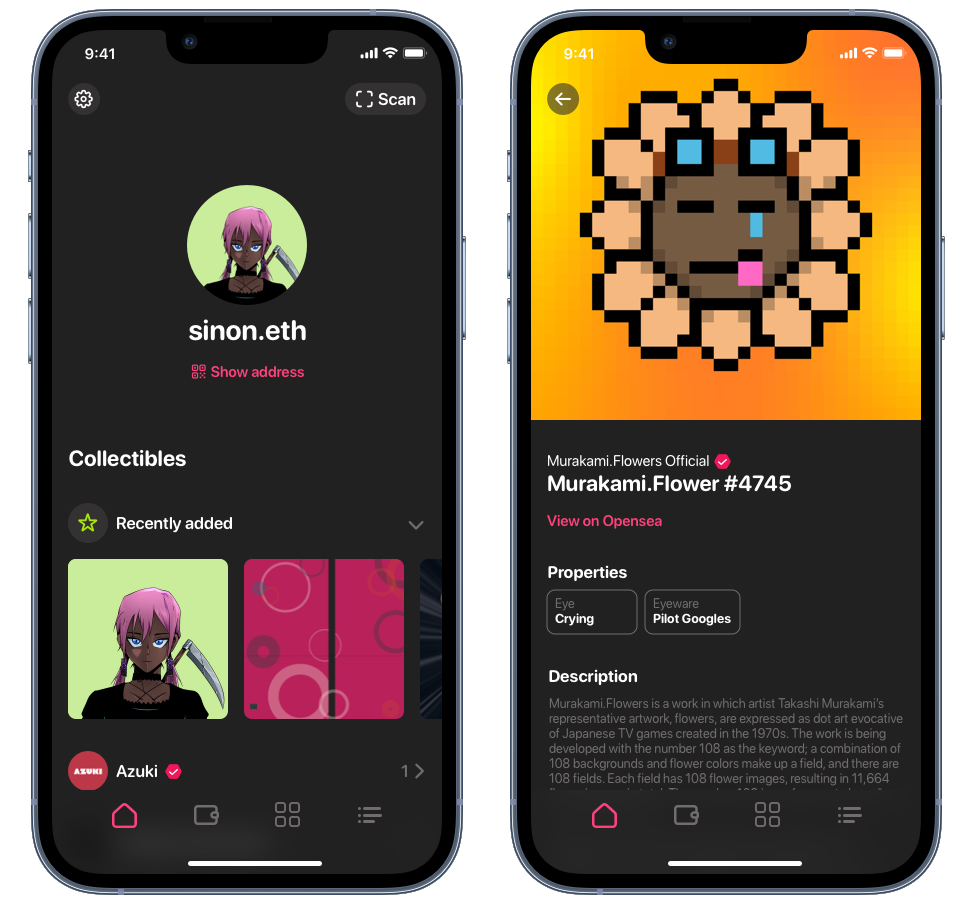 9:41
Scan
sinon.eth
Show address
Collectibles
Recently added
AZUKI
Azuki
1
9:41
Murakami.Flowers Official
Murakami.Flower #4745
View on Opensea
Properties
Eye
Crying
Eyeware
Pilot Googles
Description
Murakami.Flowers is a work in which artist Takashi Murakami's
representative artwork, flowers, are expressed as dot art evocative
of Japanese TV games created in the 1970s. The work is being
developed with the number 108 as the keyword; a combination of
108 backgrounds and flower colors make up a field, and there are
108 fields. Each field has 108 flower images, resulting in 11,664